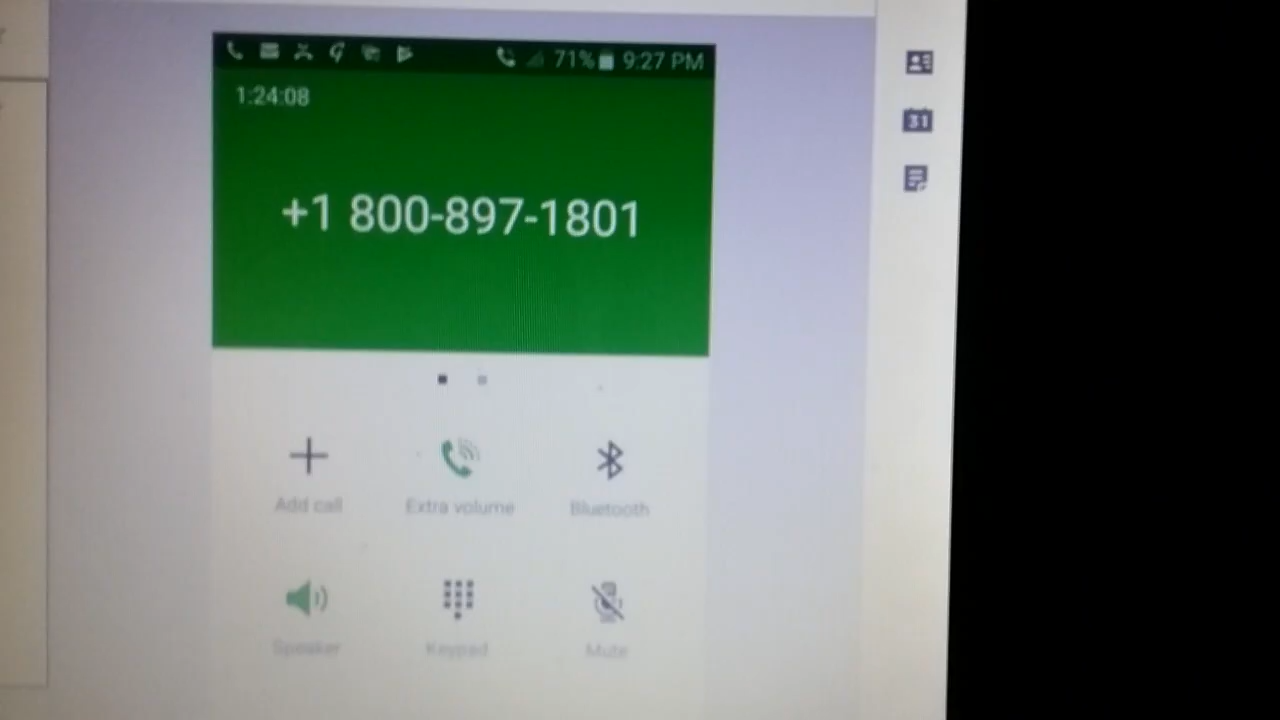 71% 9:27 PM
1:24:08
+1 800-897-1801
Add call Extra volume Bluetooth
Speaker Keypad Mute
31